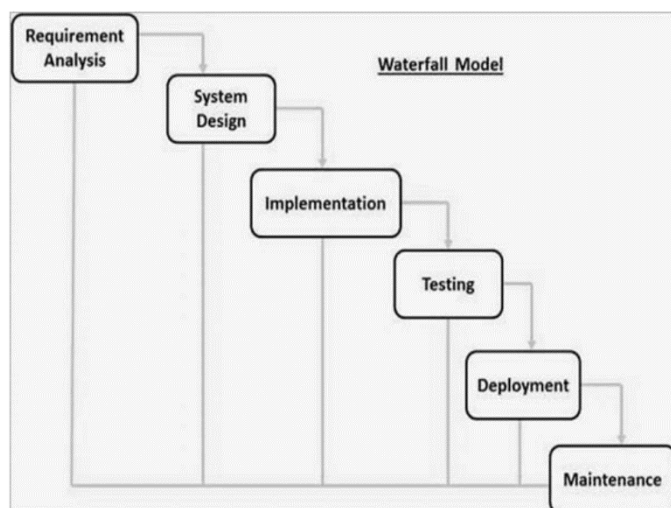 Requirement
Analysis
Waterfall Model
System
Design
Implementation
Testing
Deployment
Maintenance